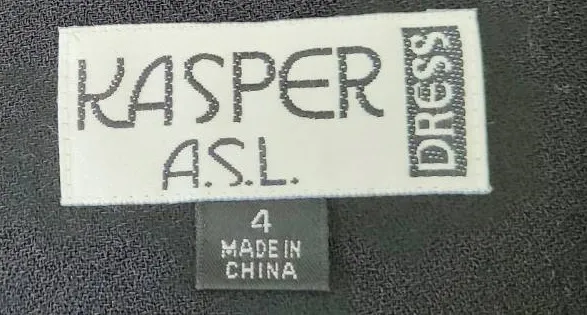 KASPER
A.S.L.
DRESS
4
MADE IN
CHINA